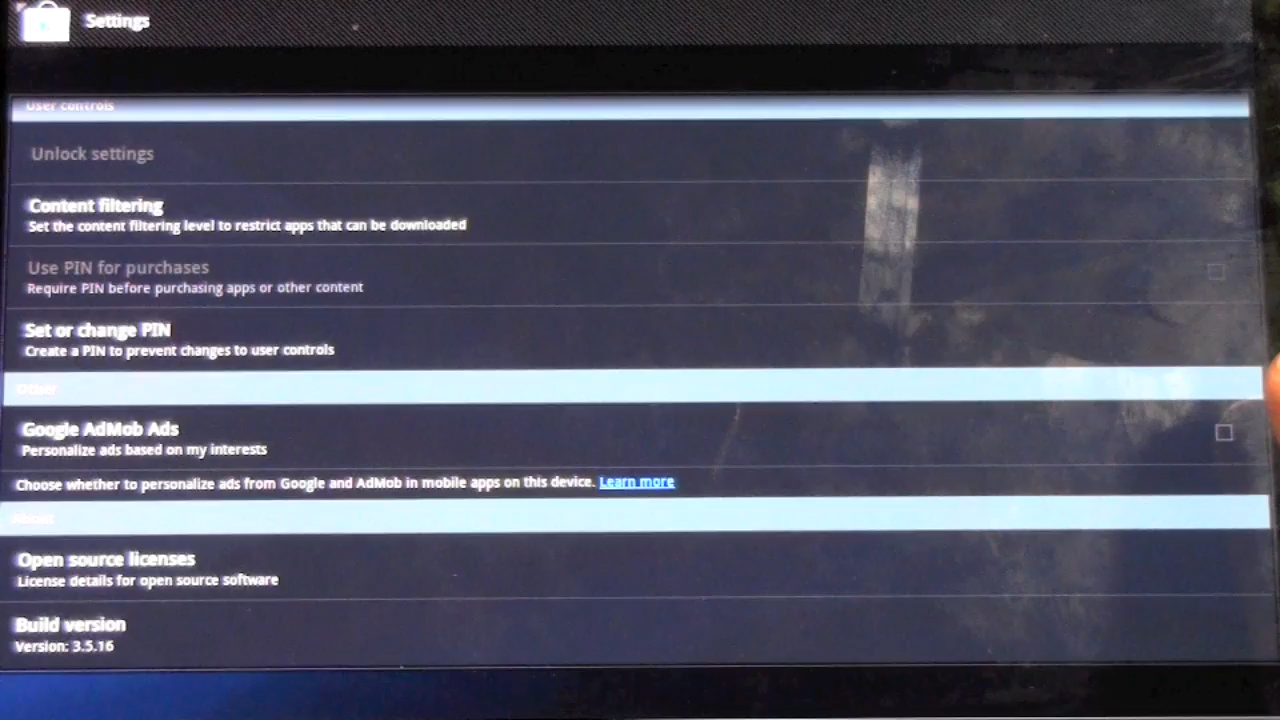 Settings
User controls
Unlock settings
Content filtering
Set the content filtering level to restrict apps that can be downloaded
Use PIN for purchases
Require PIN before purchasing apps or other content
Set or change PIN
Create a PIN to prevent changes to user controls
Other
Google AdMob Ads
Personalize ads based on my interests
Choose whether to personalize ads from Google and AdMob in mobile apps on this device. Learn more
About
Open source licenses
License details for open source software
Build version
Version: 3.5.16